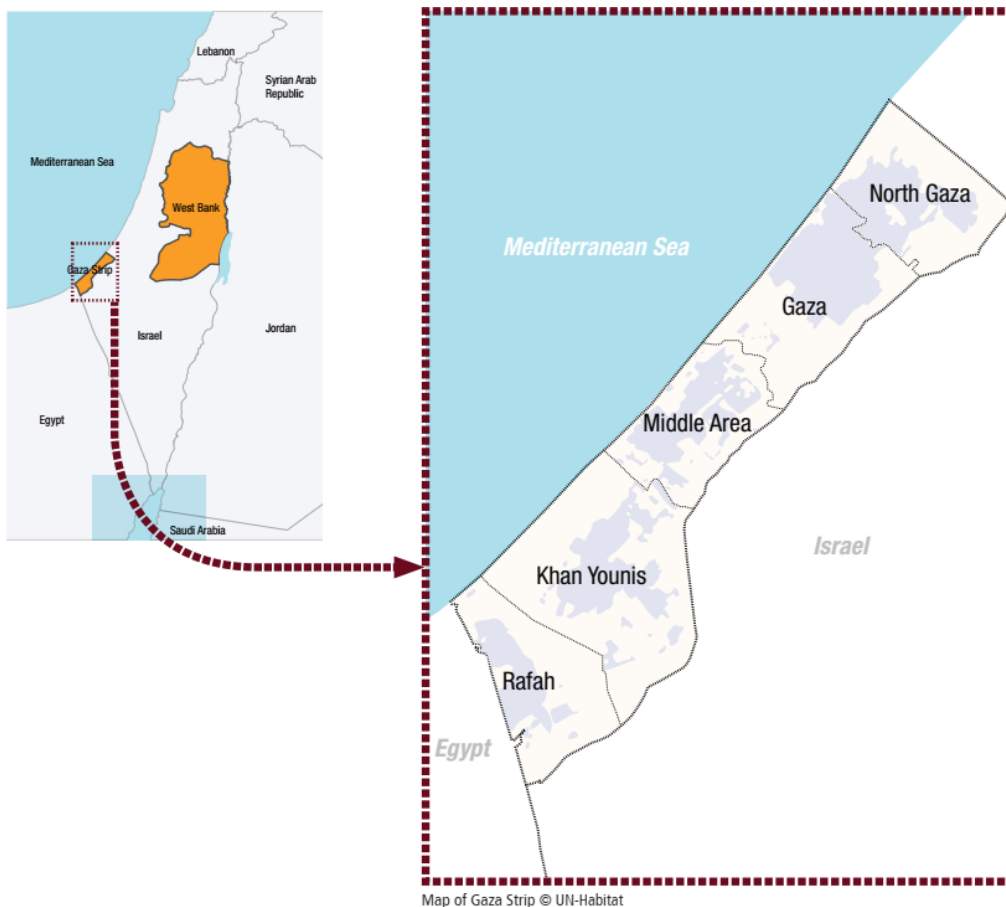 Lebanon
Syrian Arab
Republic
Mediterranean Sea
West Bank
Gaza Strip
Israel
Jordan
Egypt
Saudi Arabia
Mediterranean Sea
North Gaza
Gaza
Middle Area
Khan Younis
Israel
Rafah
Egypt
Map of Gaza Strip © UN-Habitat